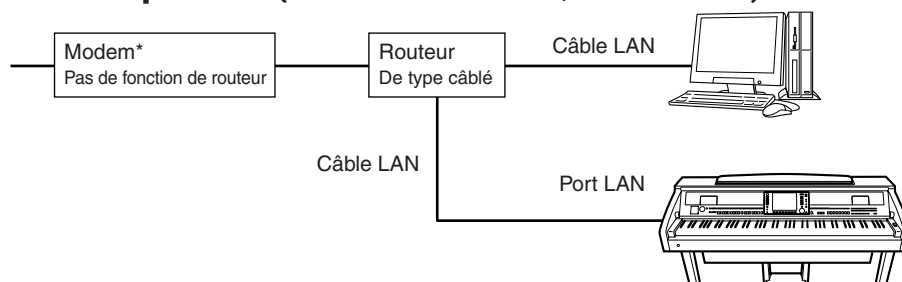 Modem*
Pas de fonction de routeur
Routeur
De type câblé
Câble LAN
Câble LAN
Port LAN